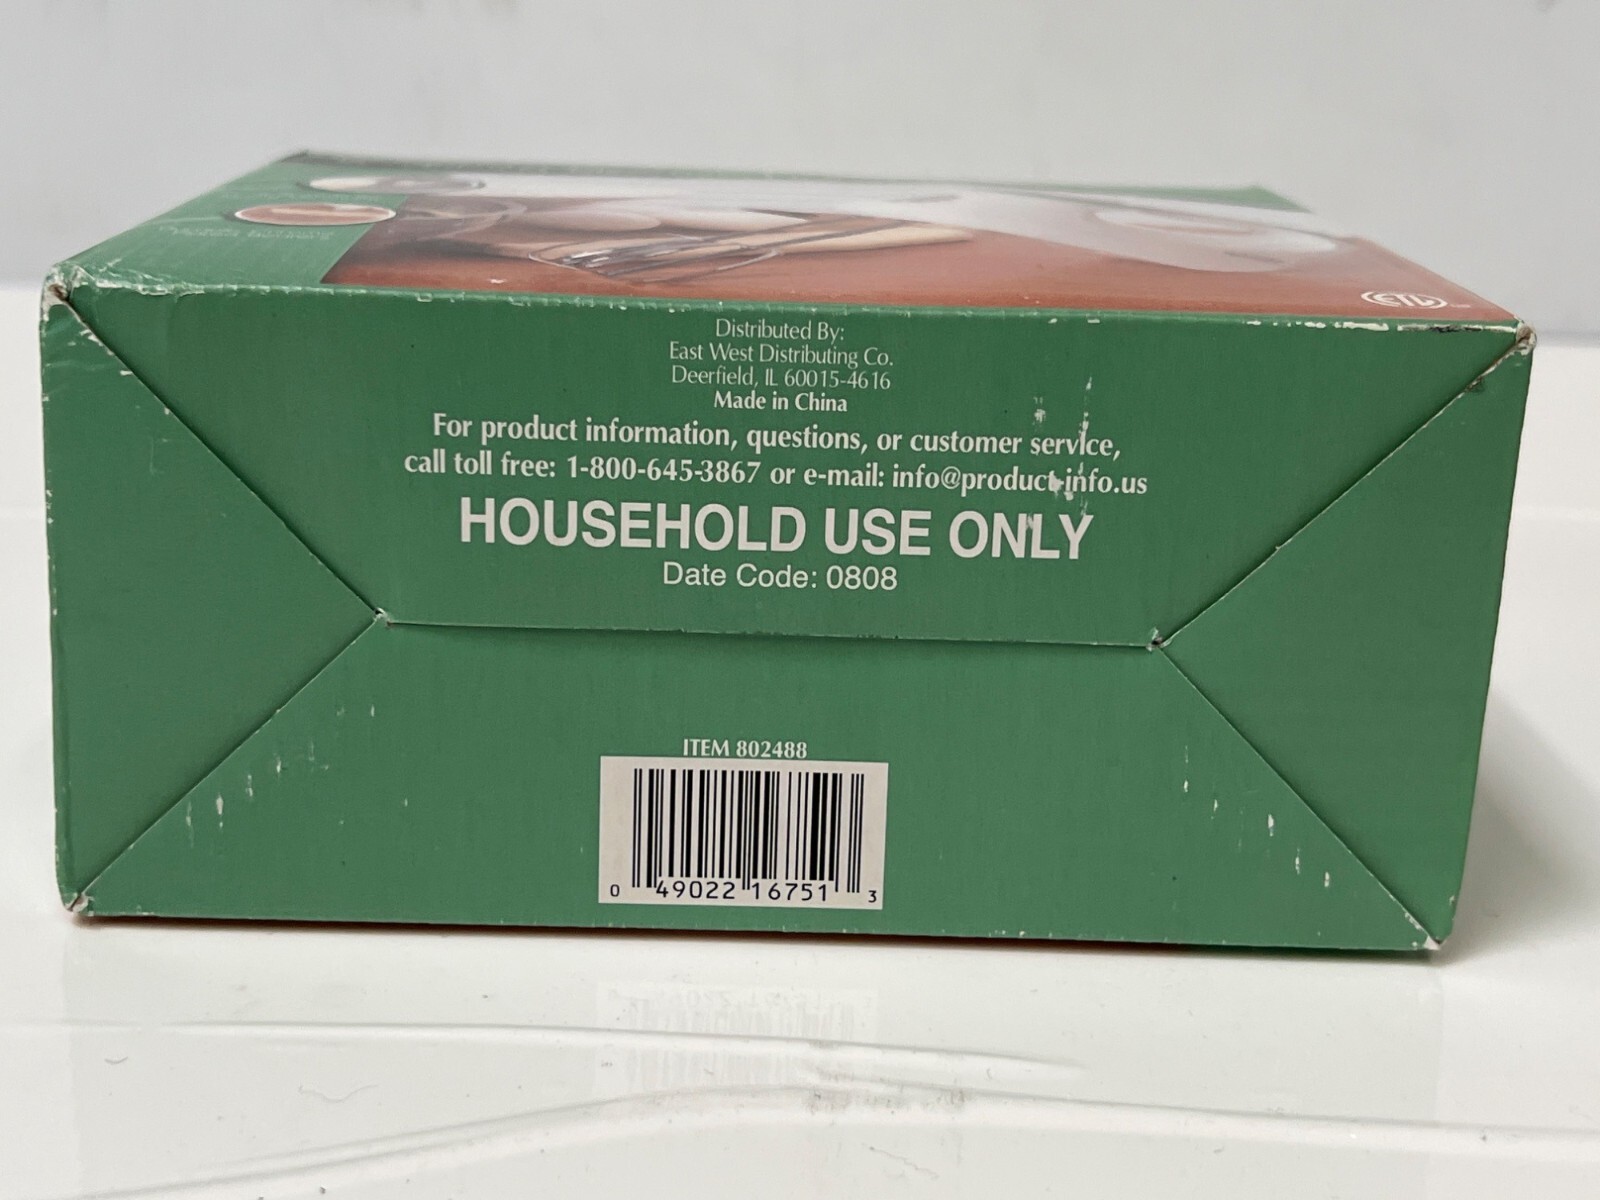 ETL
Distributed By:
East West Distributing Co.
Deerfield, IL 60015-4616
Made in China
For product information, questions, or customer service,
call toll free: 1-800-645-3867 or e-mail: info@product-info.us
HOUSEHOLD USE ONLY
Date Code: 0808
ITEM 802488
0 49022 16751 3